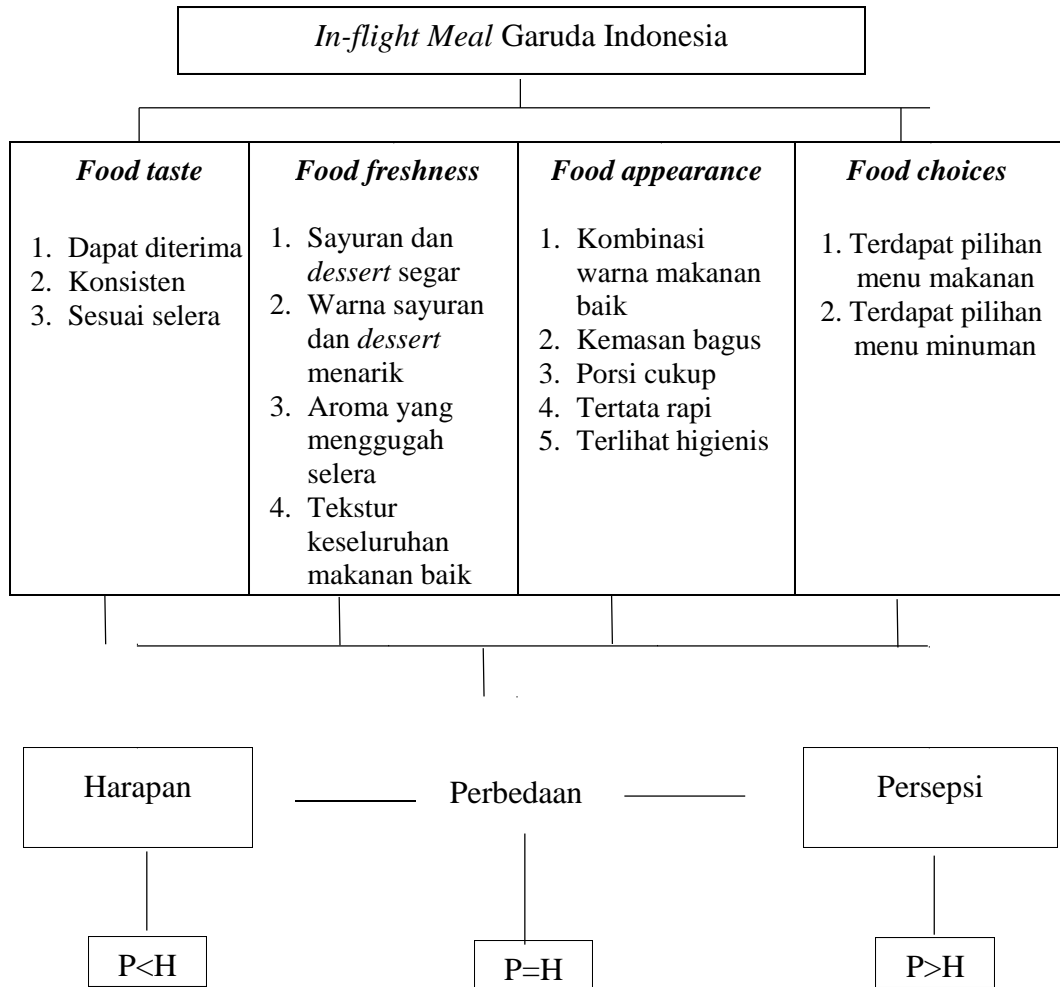 In-flight Meal Garuda Indonesia
Food taste
1. Dapat diterima
2. Konsisten
3. Sesuai selera
Food freshness
1. Sayuran dan
dessert segar
2. Warna sayuran
dan dessert
menarik
3. Aroma yang
menggugah
selera
4. Tekstur
keseluruhan
makanan baik
Food appearance
1. Kombinasi
warna makanan
baik
2. Kemasan bagus
3. Porsi cukup
4. Tertata rapi
5. Terlihat higienis
Food choices
1. Terdapat pilihan
menu makanan
2. Terdapat pilihan
menu minuman
Harapan
Perbedaan
Persepsi
P<H
P=H
P>H